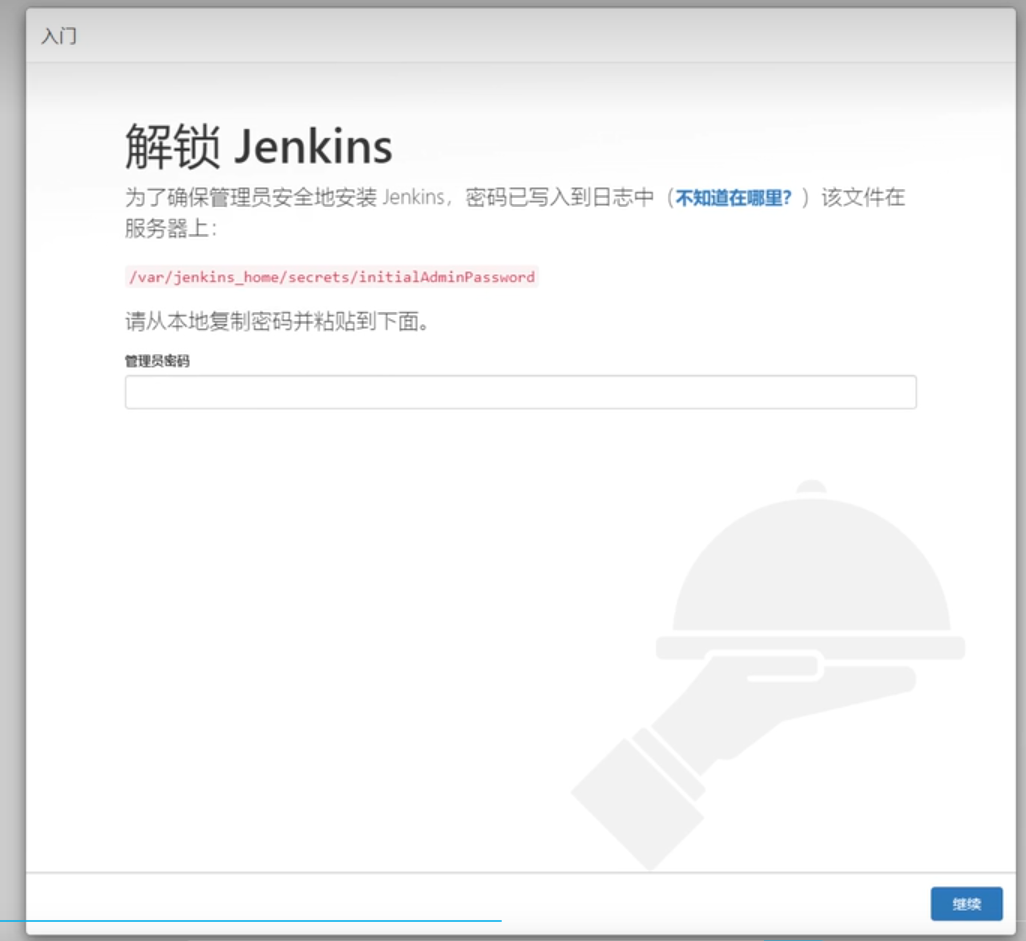 入门
解锁 Jenkins
为了确保管理员安全地安装 Jenkins，密码已写入到日志中（不知道在哪里？）该文件在
服务器上：
/var/jenkins_home/secrets/initialAdminPassword
请从本地复制密码并粘贴到下面。
管理员密码
继续